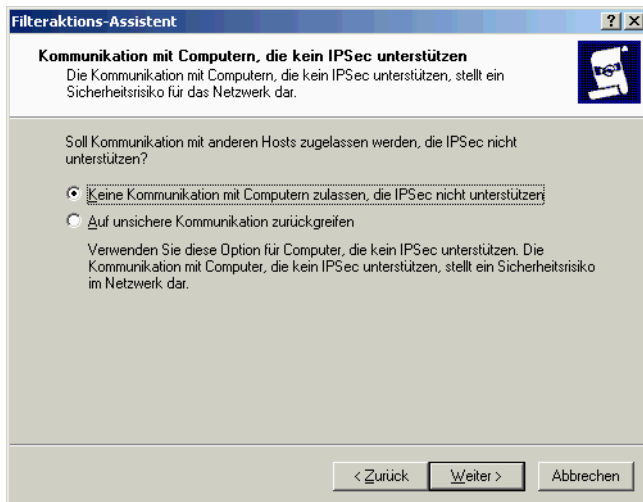 Filteraktions-Assistent
Kommunikation mit Computern, die kein IPSec unterstützen
Die Kommunikation mit Computern, die kein IPSec unterstützen, stellt ein
Sicherheitsrisiko für das Netzwerk dar.
Soll Kommunikation mit anderen Hosts zugelassen werden, die IPSec nicht
unterstützen?
Keine Kommunikation mit Computern zulassen, die IPSec nicht unterstützen
Auf unsichere Kommunikation zurückgreifen
Verwenden Sie diese Option für Computer, die kein IPSec unterstützen. Die
Kommunikation mit Computer, die kein IPSec unterstützen, stellt ein Sicherheitsrisiko
im Netzwerk dar.
< Zurück Weiter > Abbrechen